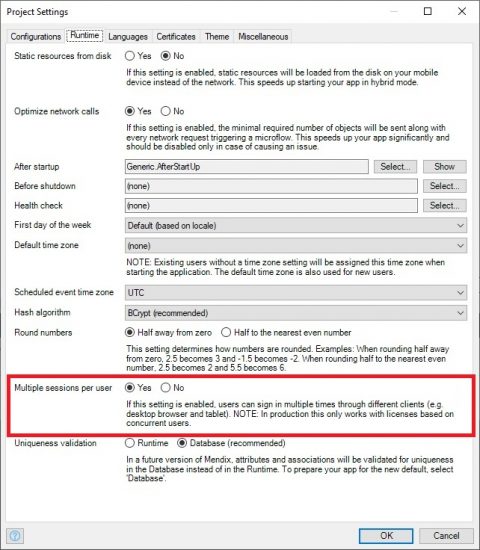 Project Settings
Configurations Runtime Languages Certificates Theme Miscellaneous
Static resources from disk Yes No
If this setting is enabled, static resources will be loaded from the disk on your mobile
device instead of the network. This speeds up starting your app in hybrid mode.
Optimize network calls Yes No
If this setting is enabled, the minimal required number of objects will be sent along with
every network request triggering a microflow. This speeds up your app significantly and
should be disabled only in case of causing an issue.
After startup Generic.AfterStartUp Select... Show
Before shutdown (none) Select...
Health check (none) Select...
First day of the week Default (based on locale)
Default time zone (none)
NOTE: Existing users without a time zone setting will be assigned this time zone when
starting the application. The default time zone is also used for new users.
Scheduled event time zone UTC
Hash algorithm BCrypt (recommended)
Round numbers Half away from zero Half to the nearest even number
This setting determines how numbers are rounded. Examples: When rounding half away
from zero, 2.5 becomes 3 and -1.5 becomes -2. When rounding half to the nearest even
number, 2.5 becomes 2 and 5.5 becomes 6.
Multiple sessions per user Yes No
If this setting is enabled, users can sign in multiple times through different clients (e.g.
desktop browser and tablet). NOTE: In production this only works with licenses based on
concurrent users.
Uniqueness validation Runtime Database (recommended)
In a future version of Mendix, attributes and associations will be validated for uniqueness
in the Database instead of in the Runtime. To prepare your app for the new default, select
'Database'.
? OK Cancel